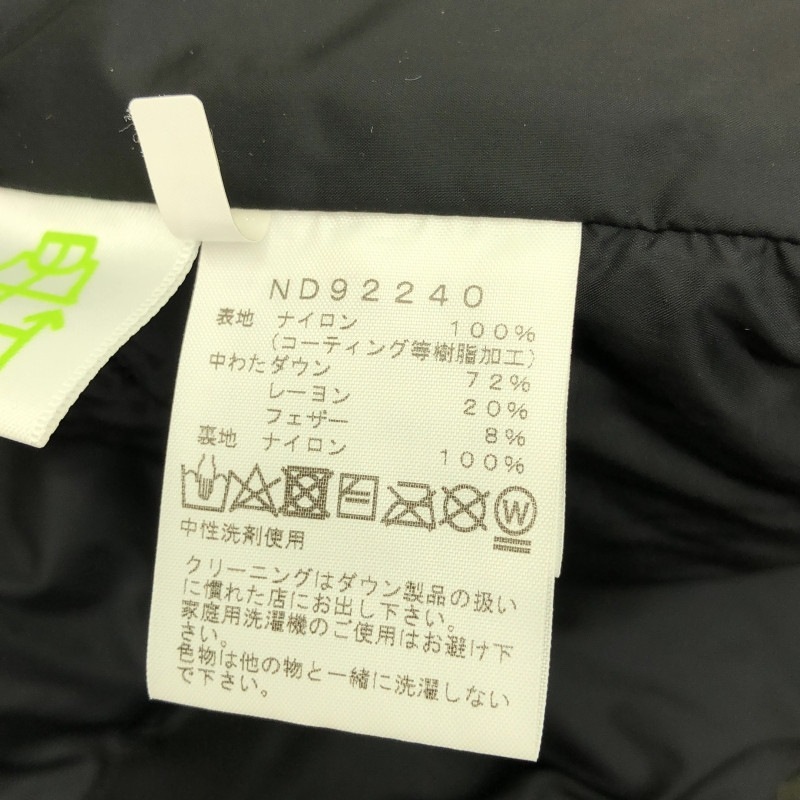 ND92240
表地 ナイロン 100%
(コーティング等樹脂加工)
中わた ダウン 72%
レーヨン 20%
フェザー 8%
裏地 ナイロン 100%
W
中性洗剤使用
クリーニングはダウン製品の扱い
に慣れた店にお出し下さい。
家庭用洗濯機のご使用はお避け下
さい。
色物は他の物と一緒に洗濯しない
で下さい。